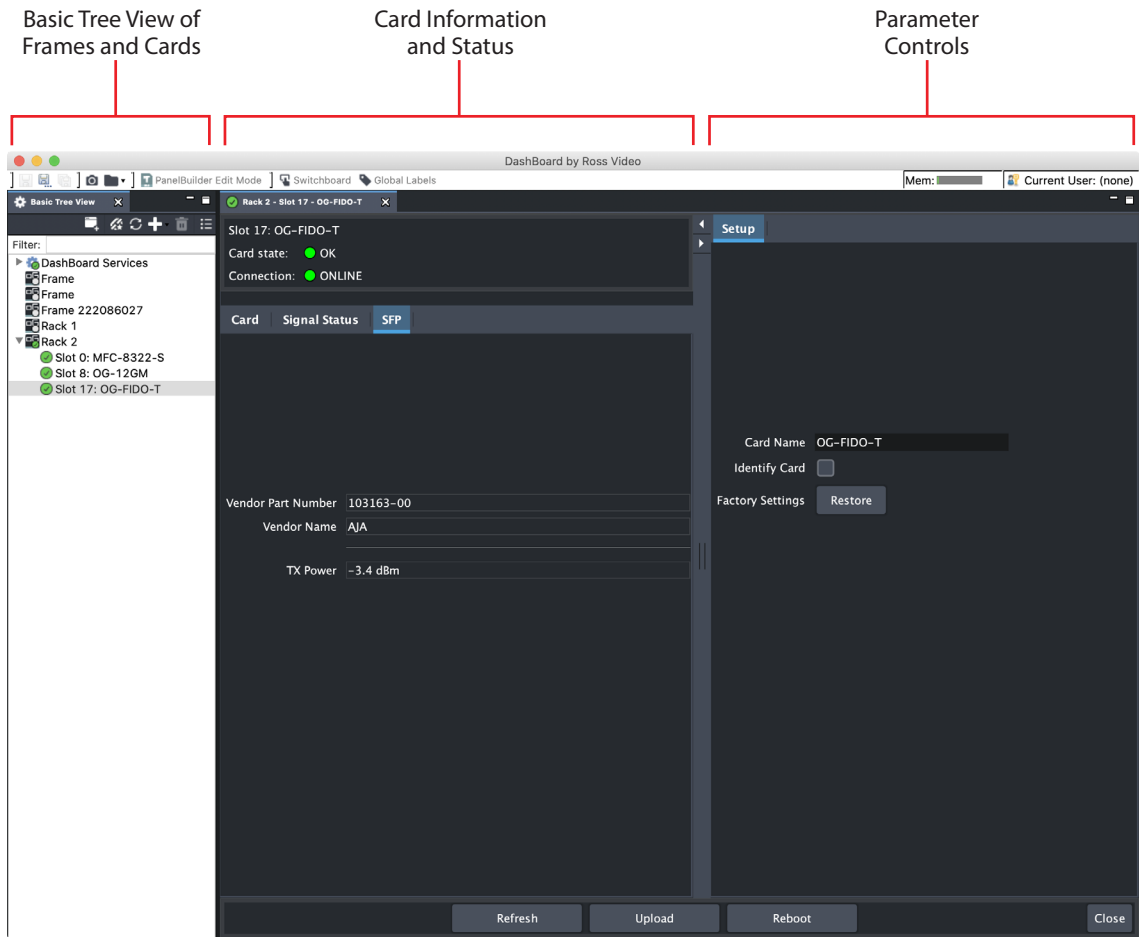 Basic Tree View of
Frames and Cards
Card Information
and Status
Parameter
Controls
DashBoard by Ross Video
PanelBuilder Edit Mode
Switchboard
Global Labels
Mem:
Current User: (none)
Basic Tree View
Filter:
DashBoard Services
Frame
Frame
Frame 222086027
Rack 1
Rack 2
Slot 0: MFC-8322-S
Slot 8: OG-12GM
Slot 17: OG-FIDO-T
Rack 2 - Slot 17 - OG-FIDO-T
Slot 17: OG-FIDO-T
Card state: OK
Connection: ONLINE
Card
Signal Status
SFP
Vendor Part Number 103163-00
Vendor Name AJA
TX Power -3.4 dBm
Setup
Card Name OG-FIDO-T
Identify Card
Factory Settings Restore
Refresh
Upload
Reboot
Close